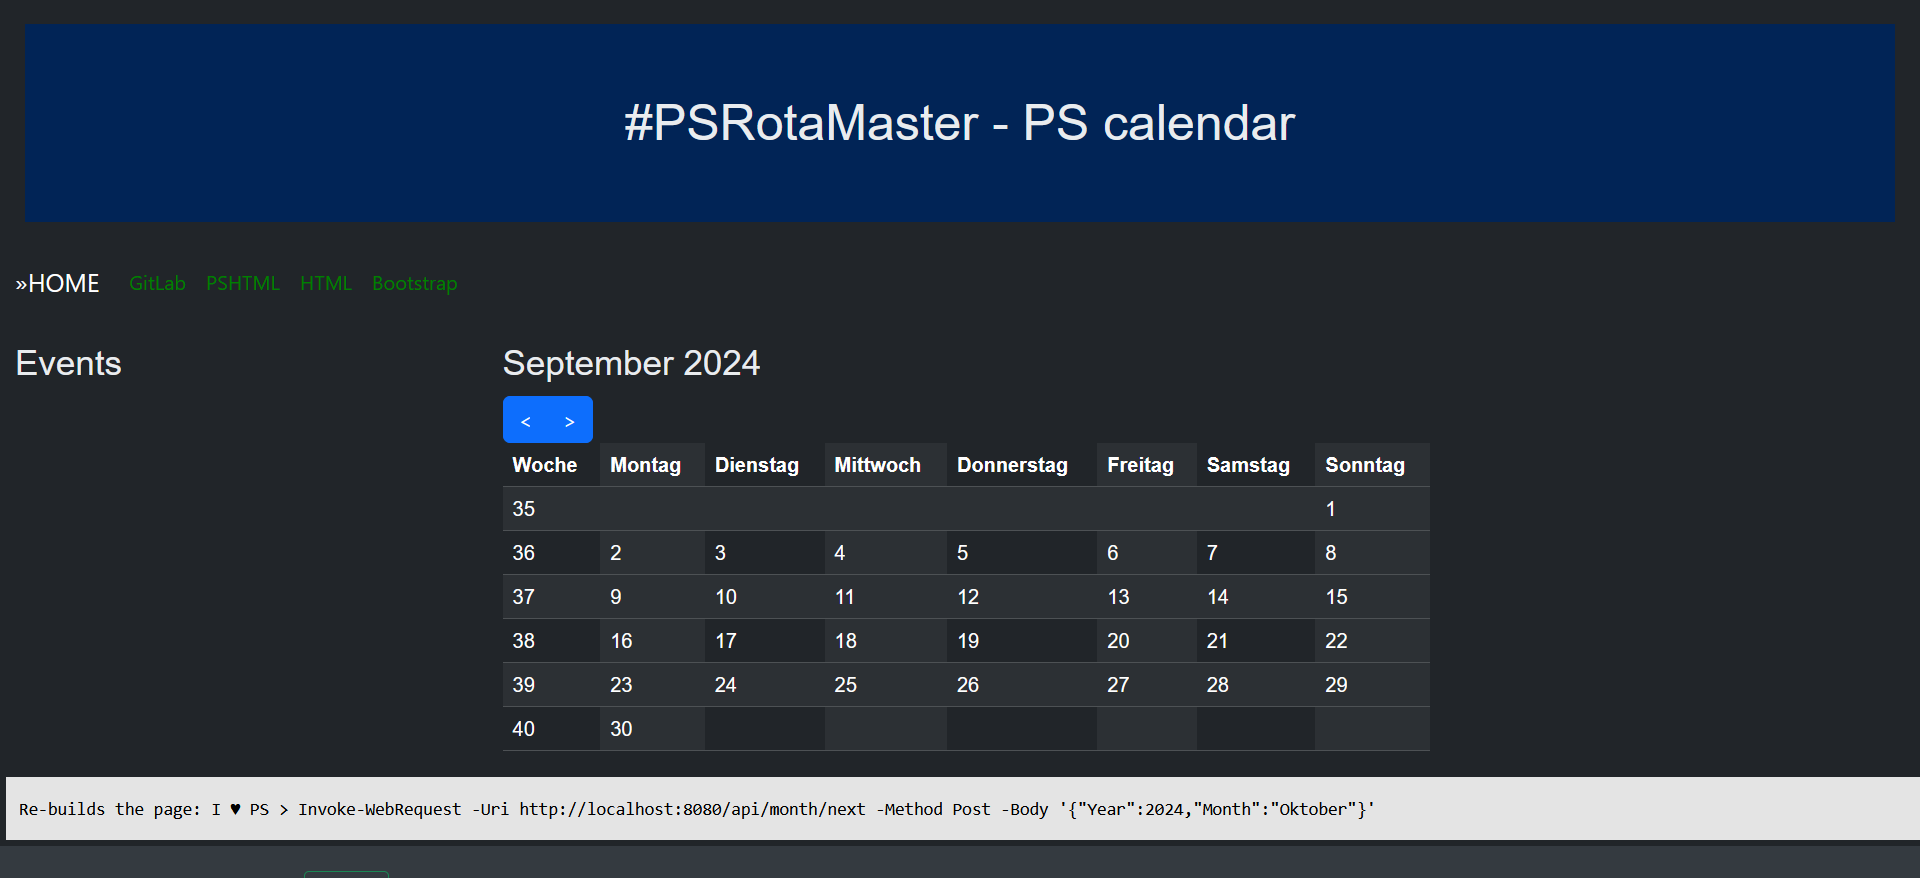 #PSRotaMaster - PS calendar
»HOME GitLab PSHTML HTML Bootstrap
Events
September 2024
< >
Woche Montag Dienstag Mittwoch Donnerstag Freitag Samstag Sonntag
35 1
36 2 3 4 5 6 7 8
37 9 10 11 12 13 14 15
38 16 17 18 19 20 21 22
39 23 24 25 26 27 28 29
40 30
Re-builds the page: I ♥ PS > Invoke-WebRequest -Uri http://localhost:8080/api/month/next -Method Post -Body '{"Year":2024,"Month":"Oktober"}'